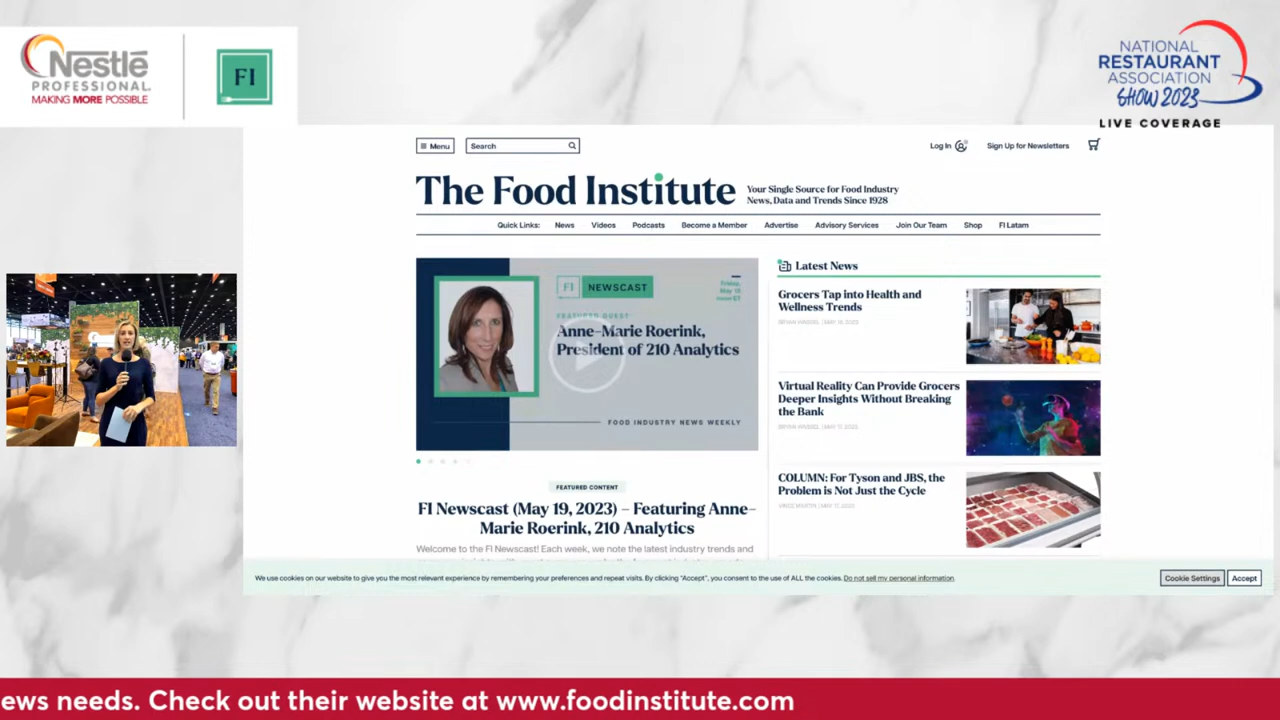 Nestlé
PROFESSIONAL.
MAKING MORE POSSIBLE
FI
NATIONAL
RESTAURANT
ASSOCIATION
SHOW 2023
LIVE COVERAGE
Menu
Search
Log In
Sign Up for Newsletters
The Food Institute
Your Single Source for Food Industry
News, Data and Trends Since 1928
Quick Links:
News
Videos
Podcasts
Become a Member
Advertise
Advisory Services
Join Our Team
Shop
FI Latam
FI
NEWSCAST
Friday,
May 19
FEATURED GUEST
Anne-Marie Roerink,
President of 210 Analytics
FOOD INDUSTRY NEWS WEEKLY
FEATURED CONTENT
FI Newscast (May 19, 2023) – Featuring Anne-
Marie Roerink, 210 Analytics
Welcome to the FI Newscast! Each week, we note the latest industry trends and
Latest News
Grocers Tap into Health and
Wellness Trends
Virtual Reality Can Provide Grocers
Deeper Insights Without Breaking
the Bank
COLUMN: For Tyson and JBS, the
Problem is Not Just the Cycle
We use cookies on our website to give you the most relevant experience by remembering your preferences and repeat visits. By clicking "Accept", you consent to the use of ALL the cookies. Do not sell my personal information.
Cookie Settings
Accept
ews needs. Check out their website at www.foodinstitute.com